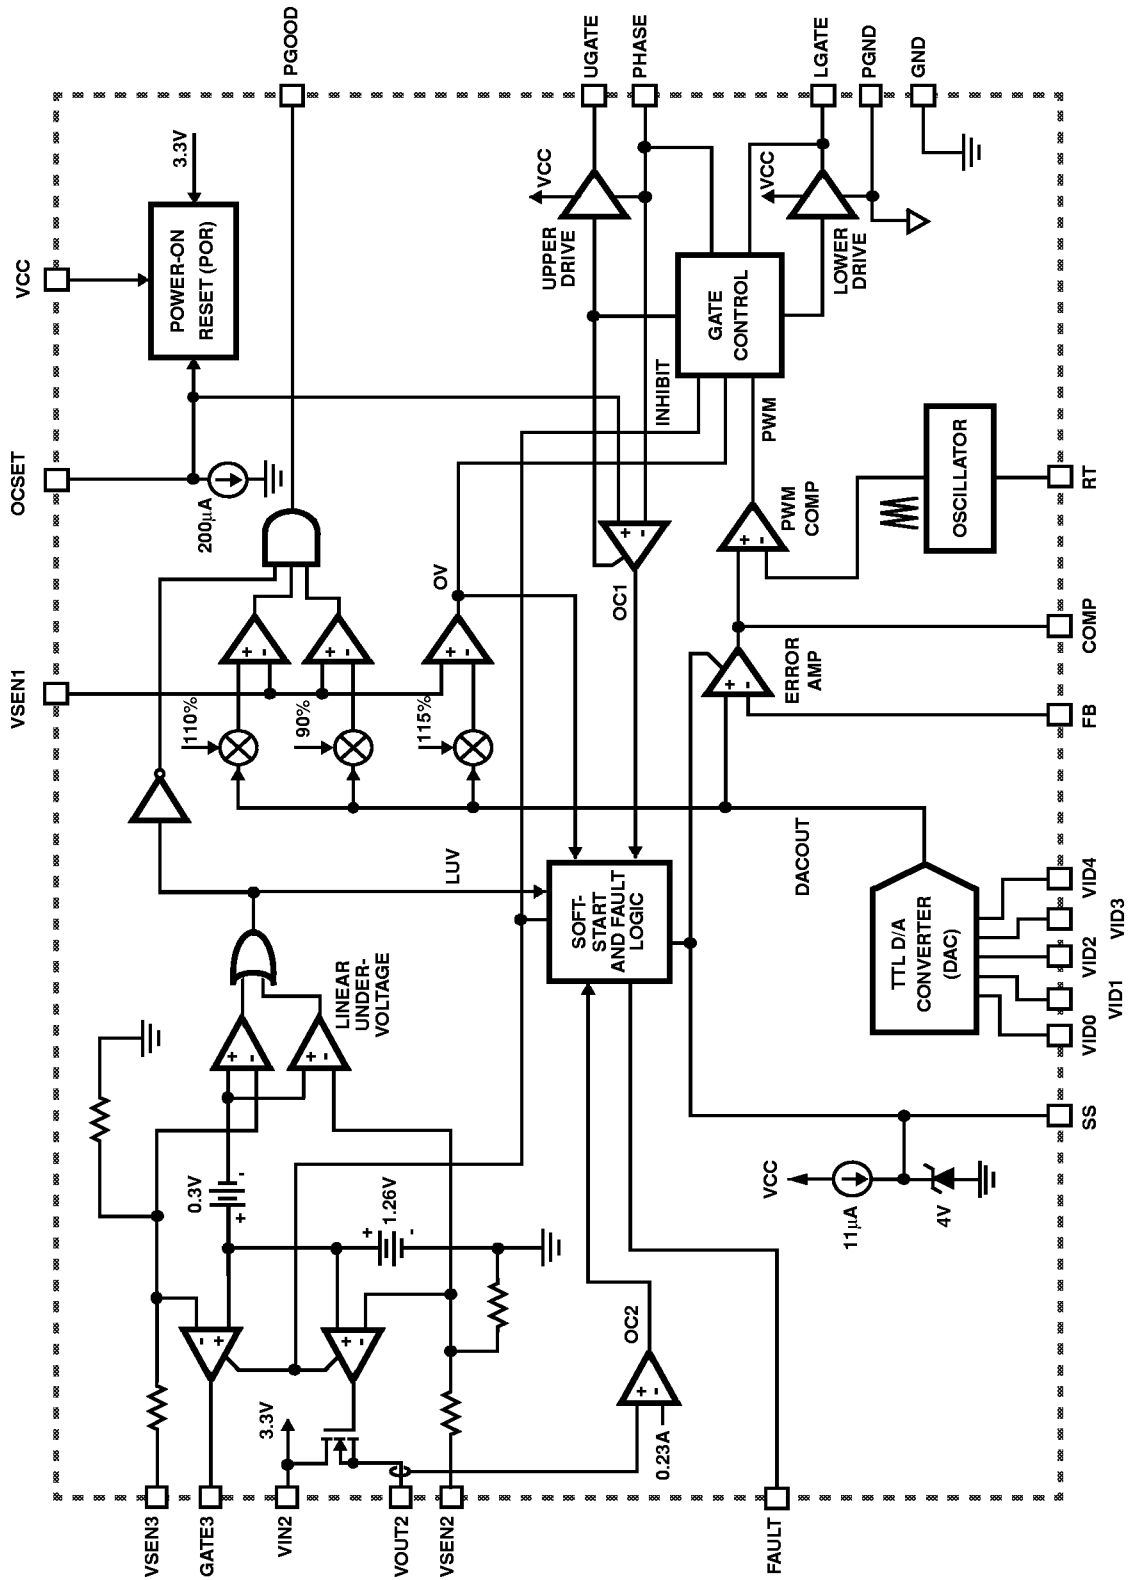 VSEN3
GATE3
VIN2
VOUT2
VSEN2
FAULT
VSEN1
OCSET
VCC
PGOOD
UGATE
PHASE
LGATE
PGND
GND
RT
COMP
FB
VID4
VID3
VID2
VID1
VID0
SS
3.3V
POWER-ON
RESET (POR)
200µA
3.3V
0.3V
+
-
1.26V
+
-
LINEAR
UNDER-
VOLTAGE
LUV
110%
90%
115%
OV
OC1
OC2
0.23A
SOFT-
START
AND FAULT
LOGIC
INHIBIT
PWM
GATE
CONTROL
UPPER
DRIVE
VCC
LOWER
DRIVE
VCC
PWM
COMP
OSCILLATOR
ERROR
AMP
DACOUT
TTL D/A
CONVERTER
(DAC)
VCC
11µA
4V
+
-
+
-
+
-
+
-
+
-
+
-
+
-
+
-
+
-
+
-
+
-